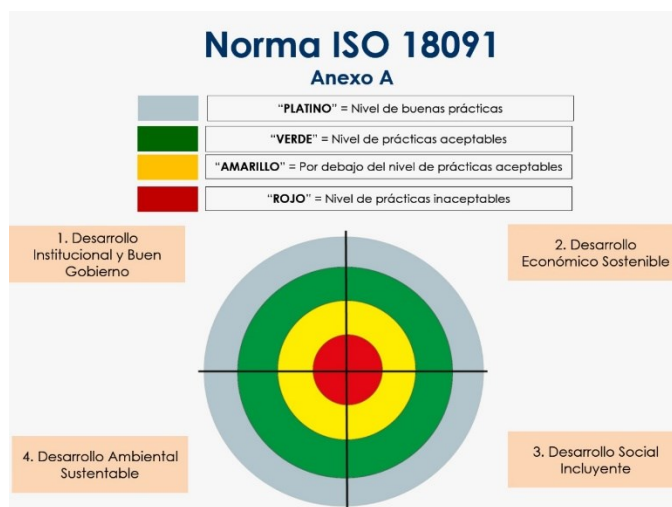 Norma ISO 18091
Anexo A
“PLATINO” = Nivel de buenas prácticas
“VERDE” = Nivel de prácticas aceptables
“AMARILLO” = Por debajo del nivel de prácticas aceptables
“ROJO” = Nivel de prácticas inaceptables
1. Desarrollo
Institucional y Buen
Gobierno
2. Desarrollo
Económico Sostenible
4. Desarrollo Ambiental
Sustentable
3. Desarrollo Social
Incluyente